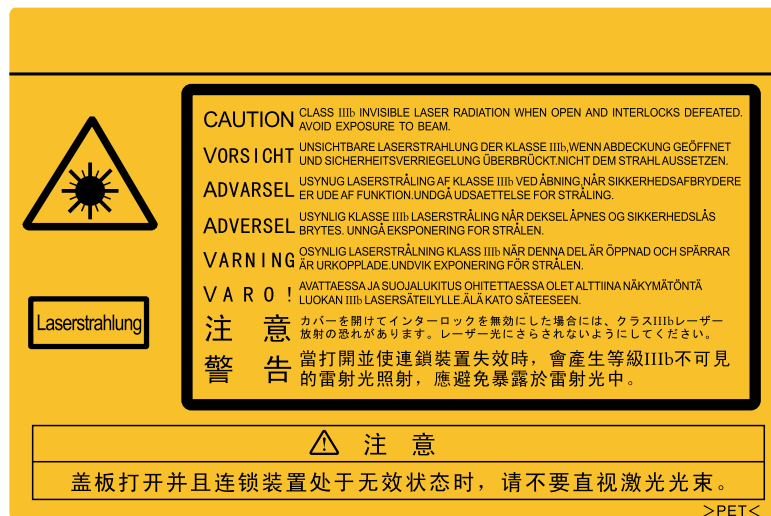 CAUTION CLASS IIIb INVISIBLE LASER RADIATION WHEN OPEN AND INTERLOCKS DEFEATED.
AVOID EXPOSURE TO BEAM.
VORSICHT UNSICHTBARE LASERSTRAHLUNG DER KLASSE IIIb,WENN ABDECKUNG GEÖFFNET
UND SICHERHEITSVERRIEGELUNG ÜBERBRÜCKT.NICHT DEM STRAHL AUSSETZEN.
ADVARSEL USYNUG LASERSTRÅLING AF KLASSE IIIb VED ÅBNING,NÅR SIKKERHEDSAFBRYDERE
ER UDE AF FUNKTION.UNDGÅ UDSAETTELSE FOR STRÅLING.
ADVERSEL USYNLIG KLASSE IIIb LASERSTRÅLING NÅR DEKSEL ÅPNES OG SIKKERHEDSLÅS
BRYTES. UNNGÅ EKSPONERING FOR STRÅLEN.
VARNING OSYNLIG LASERSTRÅLNING KLASS IIIb NÄR DENNA DEL ÄR ÖPPNAD OCH SPÄRRAR
ÄR URKOPPLADE.UNDVIK EXPONERING FÖR STRÅLEN.
VARO! AVATTAESSA JA SUOJALUKITUS OHITETTAESSA OLET ALTTIINA NÄKYMÄTÖNTÄ
LUOKAN IIIb LASERSÄTEILYLLE.ÄLÄ KATO SÄTEESEEN.
Laserstrahlung
注意 カバーを開けてインターロックを無効にした場合には、クラスIIIbレーザー
放射の恐れがあります。レーザー光にさらされないようにしてください。
警告 當打開並使連鎖裝置失效時，會產生等級IIIb不可見
的雷射光照射，應避免暴露於雷射光中。
⚠ 注意
盖板打开并且连锁装置处于无效状态时，请不要直视激光光束。
>PET<